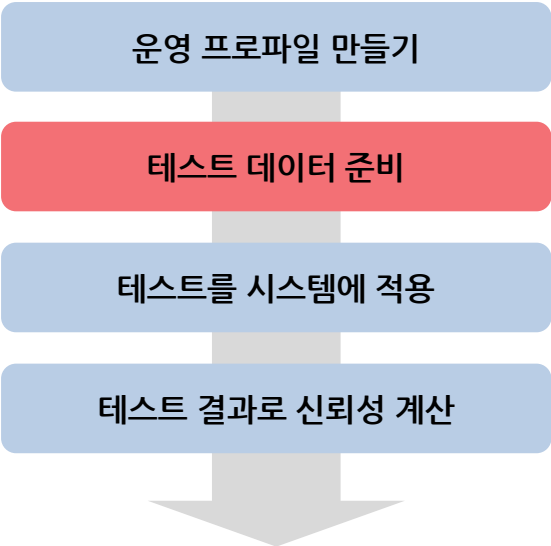 운영 프로파일 만들기
테스트 데이터 준비
테스트를 시스템에 적용
테스트 결과로 신뢰성 계산